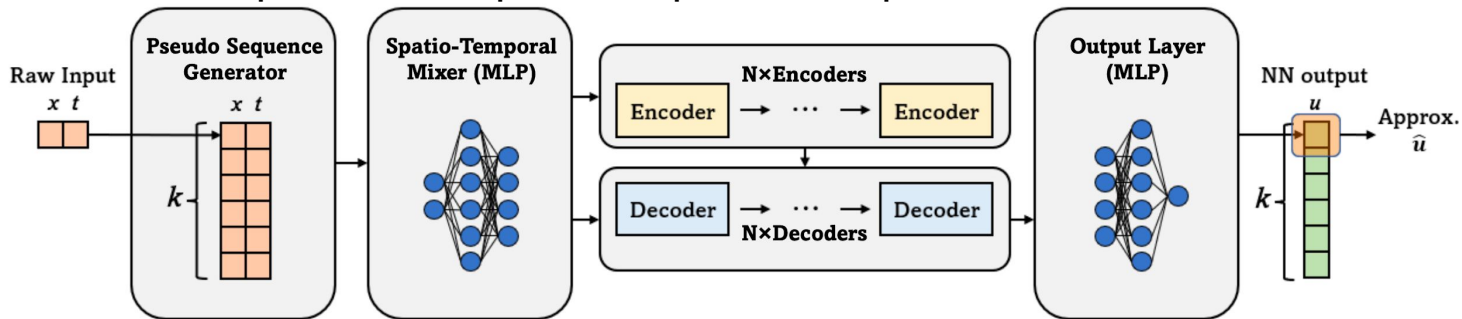 Raw Input
x t
Pseudo Sequence
Generator
x t
k
Spatio-Temporal
Mixer (MLP)
N×Encoders
Encoder
...
Encoder
Decoder
...
Decoder
N×Decoders
Output Layer
(MLP)
NN output
u
k
Approx.
û